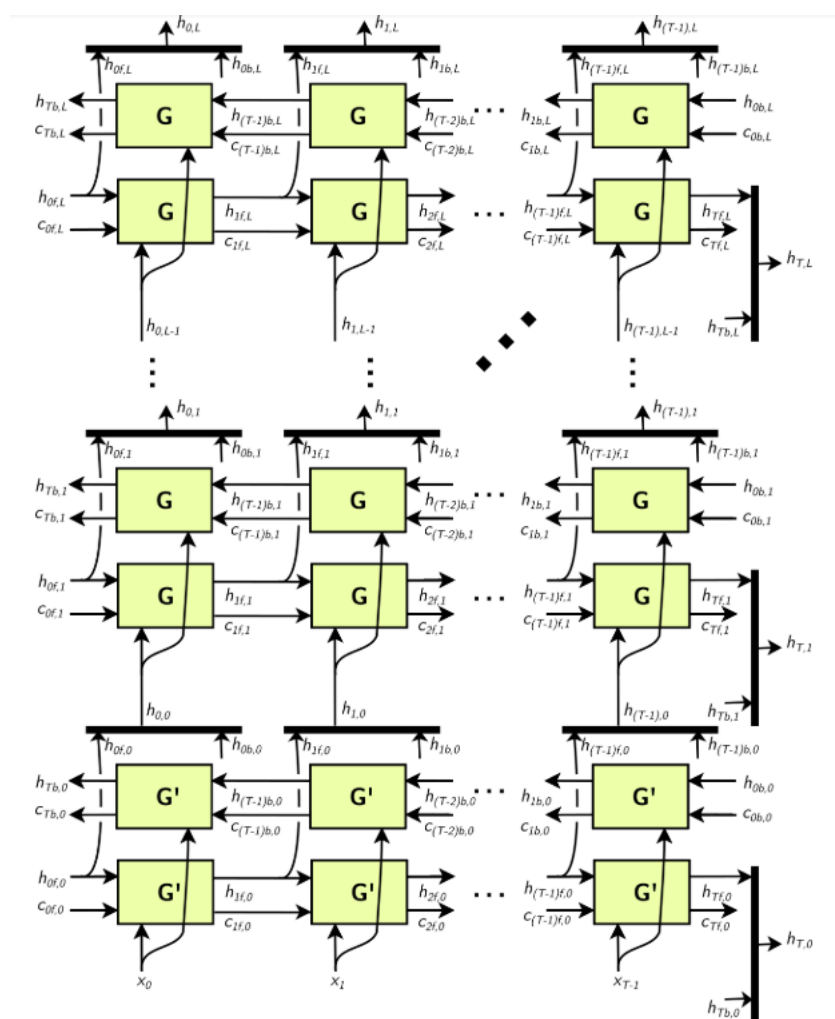 h0,L h1,L h(T-1),L
h0f,L h0b,L h1f,L h1b,L h(T-1)f,L h(T-1)b,L
hTb,L G h(T-1)b,L G h(T-2)b,L ... h1b,L G h0b,L
cTb,L c(T-1)b,L c(T-2)b,L c1b,L c0b,L
h0f,L G h1f,L G h2f,L ... h(T-1)f,L G hTf,L
c0f,L c1f,L c2f,L c(T-1)f,L cTf,L
hT,L
h0,L-1 h1,L-1 h(T-1),L-1 hTb,L
h0,1 h1,1 h(T-1),1
h0f,1 h0b,1 h1f,1 h1b,1 h(T-1)f,1 h(T-1)b,1
hTb,1 G h(T-1)b,1 G h(T-2)b,1 ... h1b,1 G h0b,1
cTb,1 c(T-1)b,1 c(T-2)b,1 c1b,1 c0b,1
h0f,1 G h1f,1 G h2f,1 ... h(T-1)f,1 G hTf,1
c0f,1 c1f,1 c2f,1 c(T-1)f,1 cTf,1
hT,1
h0,0 h1,0 h(T-1),0 hTb,1
h0f,0 h0b,0 h1f,0 h1b,0 h(T-1)f,0 h(T-1)b,0
hTb,0 G' h(T-1)b,0 G' h(T-2)b,0 ... h1b,0 G' h0b,0
cTb,0 c(T-1)b,0 c(T-2)b,0 c1b,0 c0b,0
h0f,0 G' h1f,0 G' h2f,0 ... h(T-1)f,0 G' hTf,0
c0f,0 c1f,0 c2f,0 c(T-1)f,0 cTf,0
hT,0
x0 x1 xT-1 hTb,0